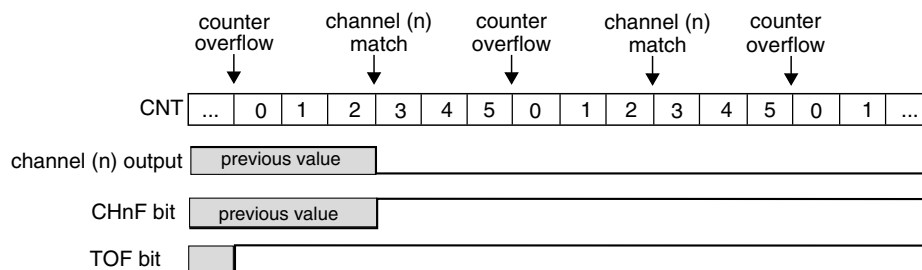 counter overflow
channel (n) match
counter overflow
channel (n) match
counter overflow
CNT ... 0 1 2 3 4 5 0 1 2 3 4 5 0 1 ...
channel (n) output previous value
CHnF bit previous value
TOF bit